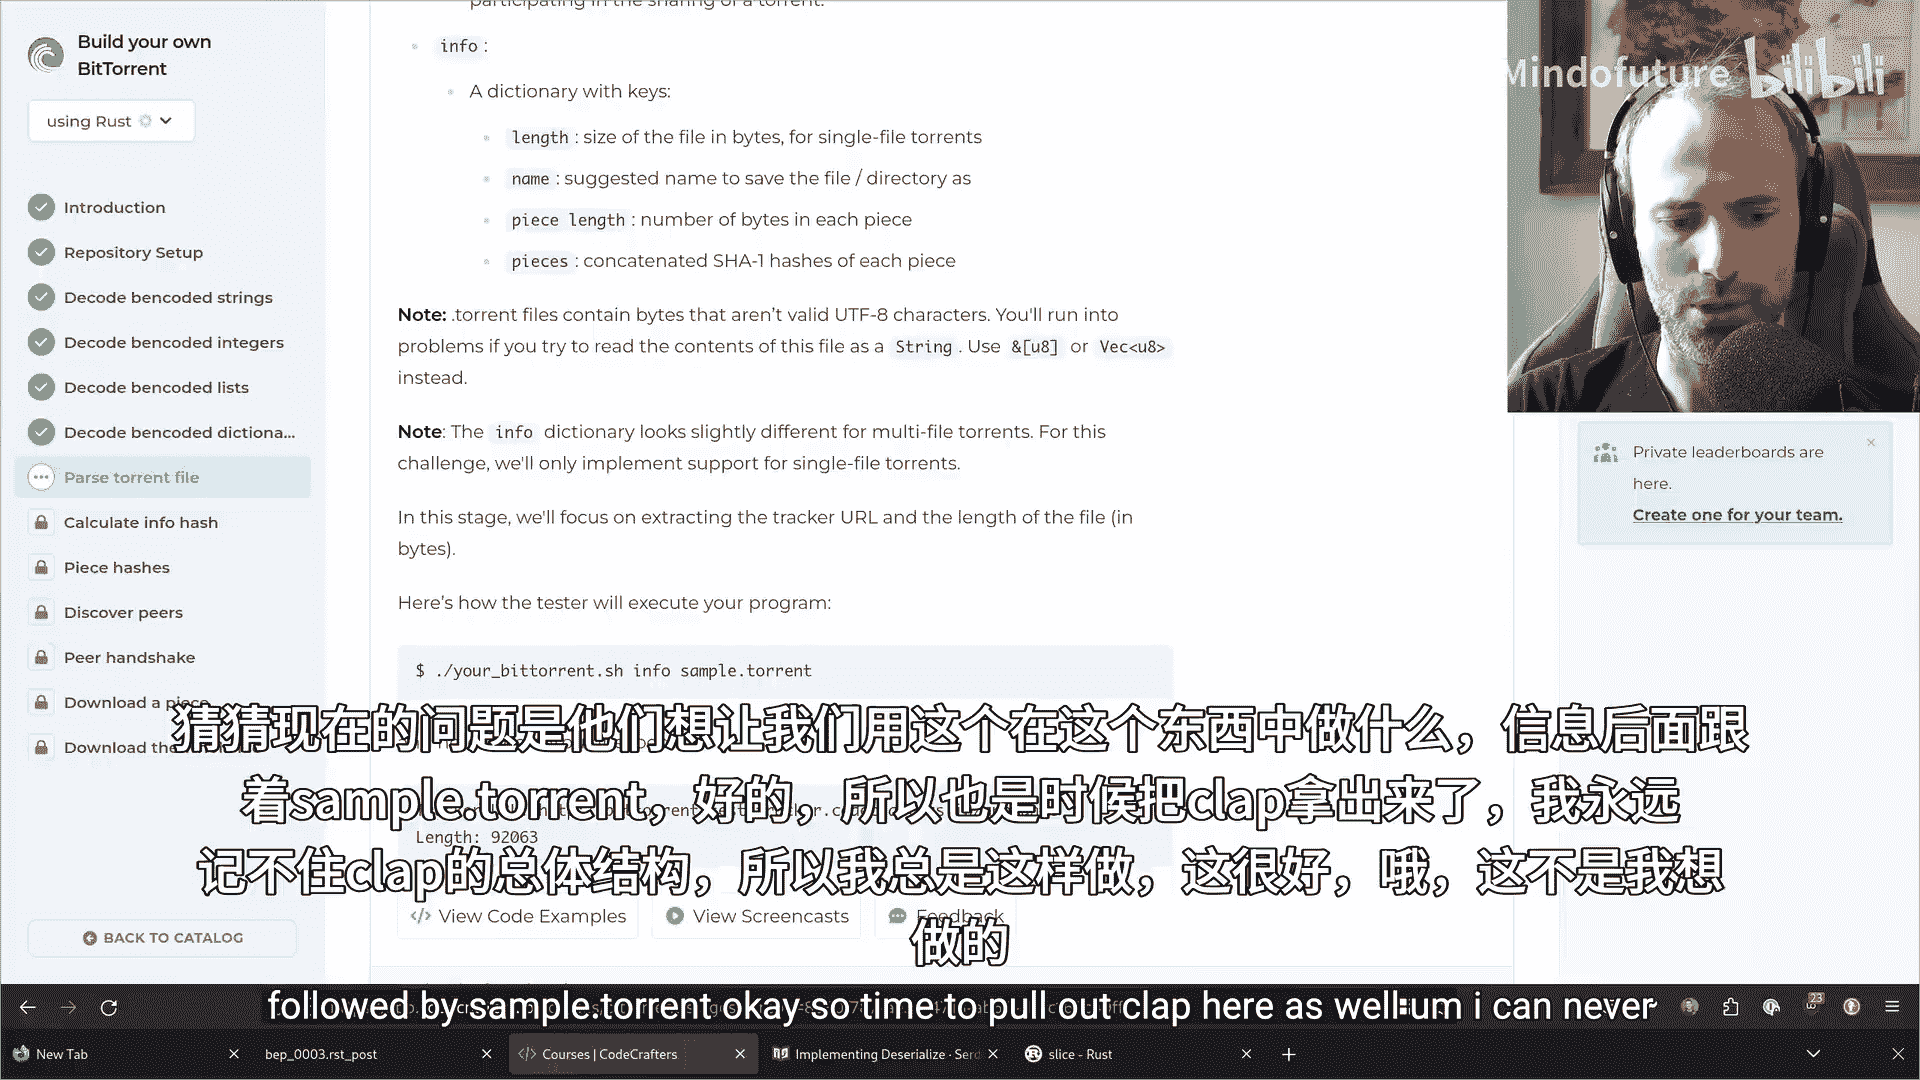 Build your own
BitTorrent
using Rust
Introduction
Repository Setup
Decode bencoded strings
Decode bencoded integers
Decode bencoded lists
Decode bencoded dictiona...
Parse torrent file
Calculate info hash
Piece hashes
Discover peers
Peer handshake
Download a piece
Download the
BACK TO CATALOG
participating in the sharing of a torrent.
info :
A dictionary with keys:
length : size of the file in bytes, for single-file torrents
name : suggested name to save the file / directory as
piece length : number of bytes in each piece
pieces : concatenated SHA-1 hashes of each piece
Note: .torrent files contain bytes that aren't valid UTF-8 characters. You'll run into
problems if you try to read the contents of this file as a String . Use &[u8] or Vec<u8>
instead.
Note: The info dictionary looks slightly different for multi-file torrents. For this
challenge, we'll only implement support for single-file torrents.
In this stage, we'll focus on extracting the tracker URL and the length of the file (in
bytes).
Here's how the tester will execute your program:
$ ./your_bittorrent.sh info sample.torrent
Length: 92063
View Code Examples
View Screencasts
Feedback
Mindofuture bilibili
Private leaderboards are
here.
Create one for your team.
猜猜现在的问题是他们想让我们用这个在这个东西中做什么，信息后面跟
着sample.torrent，好的，所以也是时候把clap拿出来了，我永远
记不住clap的总体结构，所以我总是这样做，这很好，哦，这不是我想
做的
followed by sample.torrent okay so time to pull out clap here as well um i can never
23
New Tab
bep_0003.rst_post
Courses | CodeCrafters
Implementing Deserialize · Serd
slice - Rust